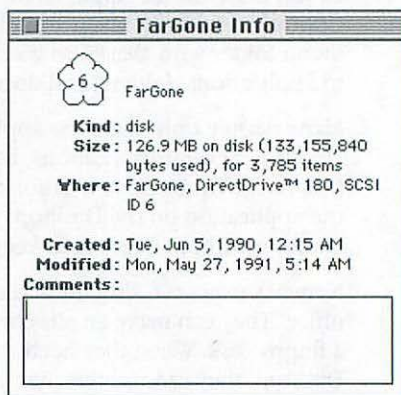 FarGone Info
6
FarGone
Kind: disk
Size: 126.9 MB on disk (133,155,840
bytes used), for 3,785 items
Where: FarGone, DirectDrive™ 180, SCSI
ID 6
Created: Tue, Jun 5, 1990, 12:15 AM
Modified: Mon, May 27, 1991, 5:14 AM
Comments: